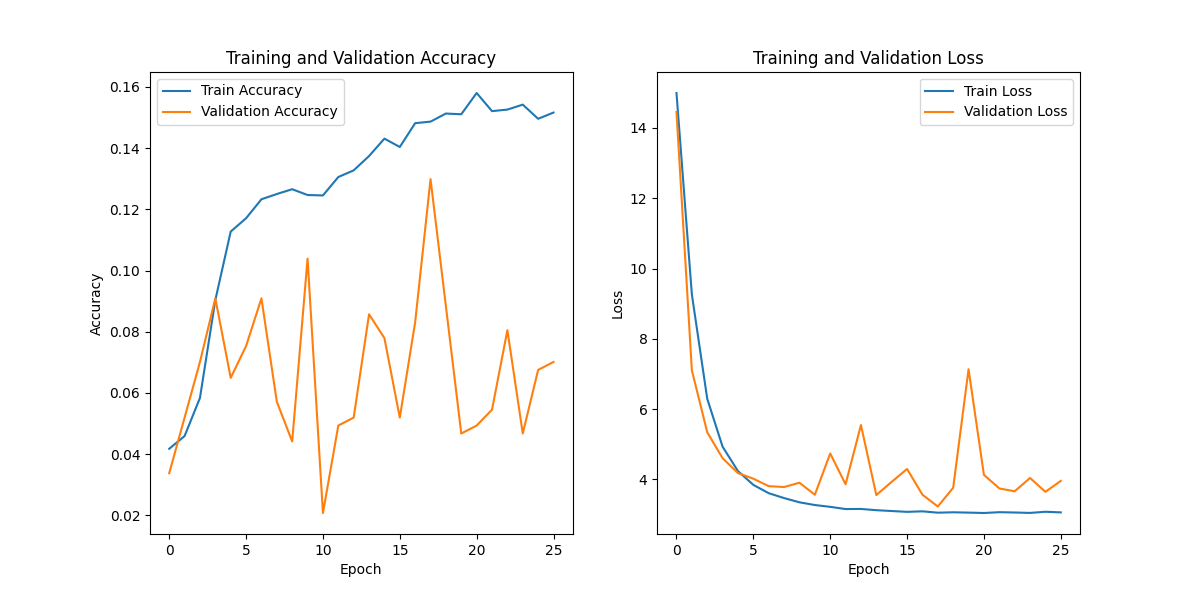 Training and Validation Accuracy
Train Accuracy
Validation Accuracy
0.16
0.14
0.12
0.10
0.08
0.06
0.04
0.02
Accuracy
0 5 10 15 20 25
Epoch
Training and Validation Loss
Train Loss
Validation Loss
14
12
10
8
6
4
Loss
0 5 10 15 20 25
Epoch